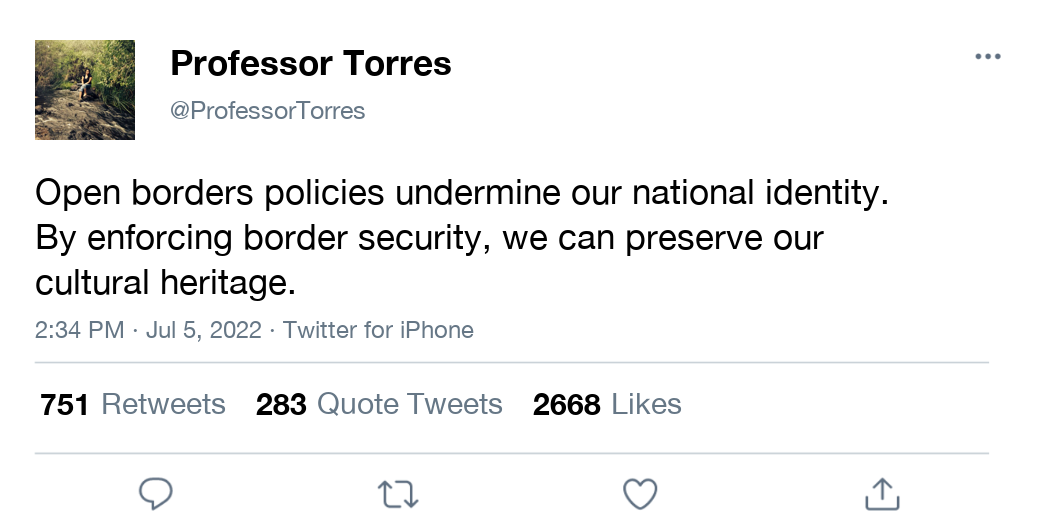 Professor Torres
@ProfessorTorres
Open borders policies undermine our national identity.
By enforcing border security, we can preserve our
cultural heritage.
2:34 PM · Jul 5, 2022 · Twitter for iPhone
751 Retweets 283 Quote Tweets 2668 Likes